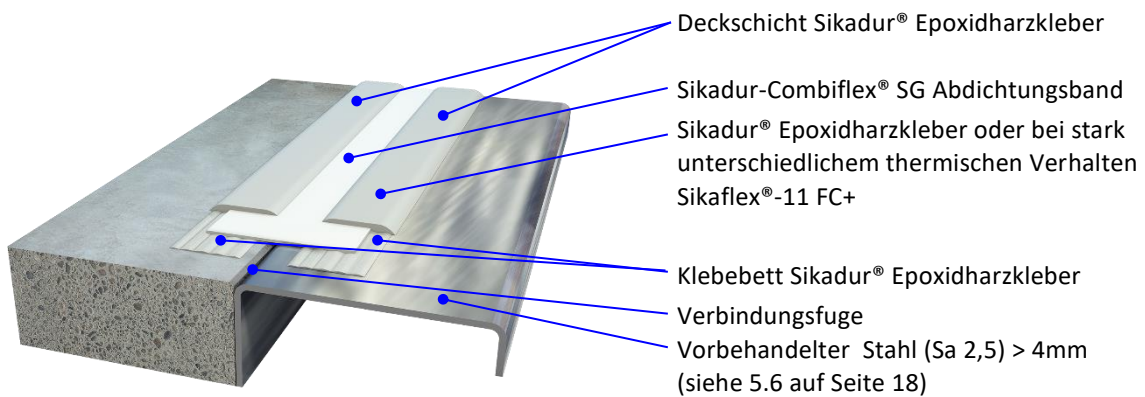 Deckschicht Sikadur® Epoxidharzkleber
Sikadur-Combiflex® SG Abdichtungsband
Sikadur® Epoxidharzkleber oder bei stark
unterschiedlichem thermischen Verhalten
Sikaflex®-11 FC+
Klebebett Sikadur® Epoxidharzkleber
Verbindungsfuge
Vorbehandelter Stahl (Sa 2,5) > 4mm
(siehe 5.6 auf Seite 18)